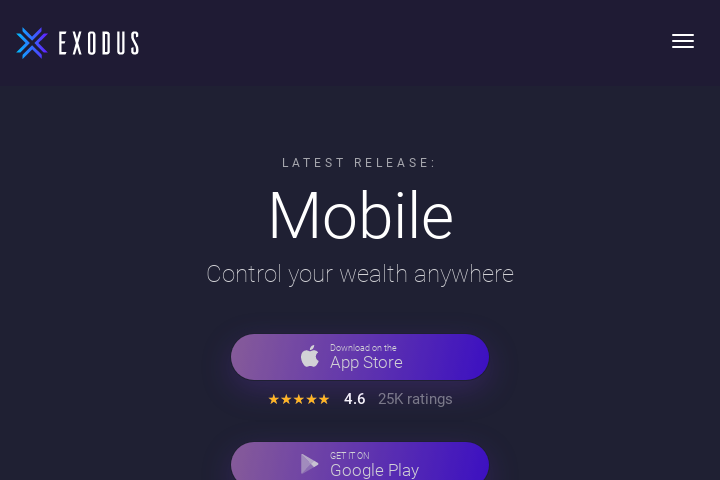 EXODUS
LATEST RELEASE:
Mobile
Control your wealth anywhere
Download on the
App Store
★★★★★ 4.6 25K ratings
GET IT ON
Google Play